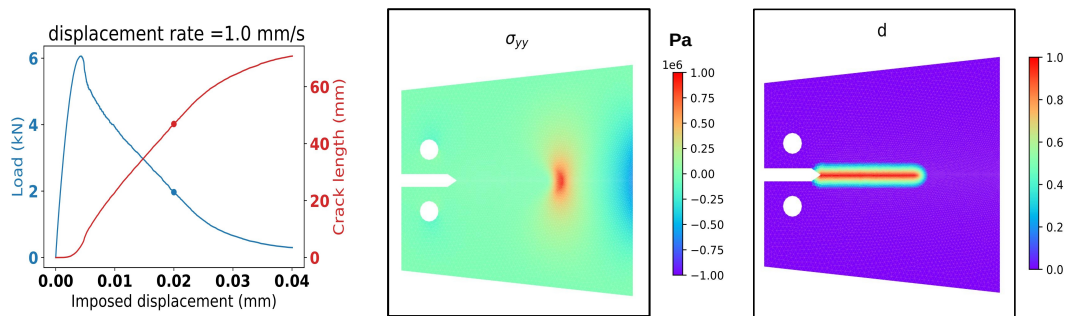 displacement rate =1.0 mm/s
Load (kN)
6
4
2
0
Crack length (mm)
60
40
20
0
0.00 0.01 0.02 0.03 0.04
Imposed displacement (mm)
σyy
Pa
1e6
1.00
0.75
0.50
0.25
0.00
−0.25
−0.50
−0.75
−1.00
d
1.0
0.8
0.6
0.4
0.2
0.0